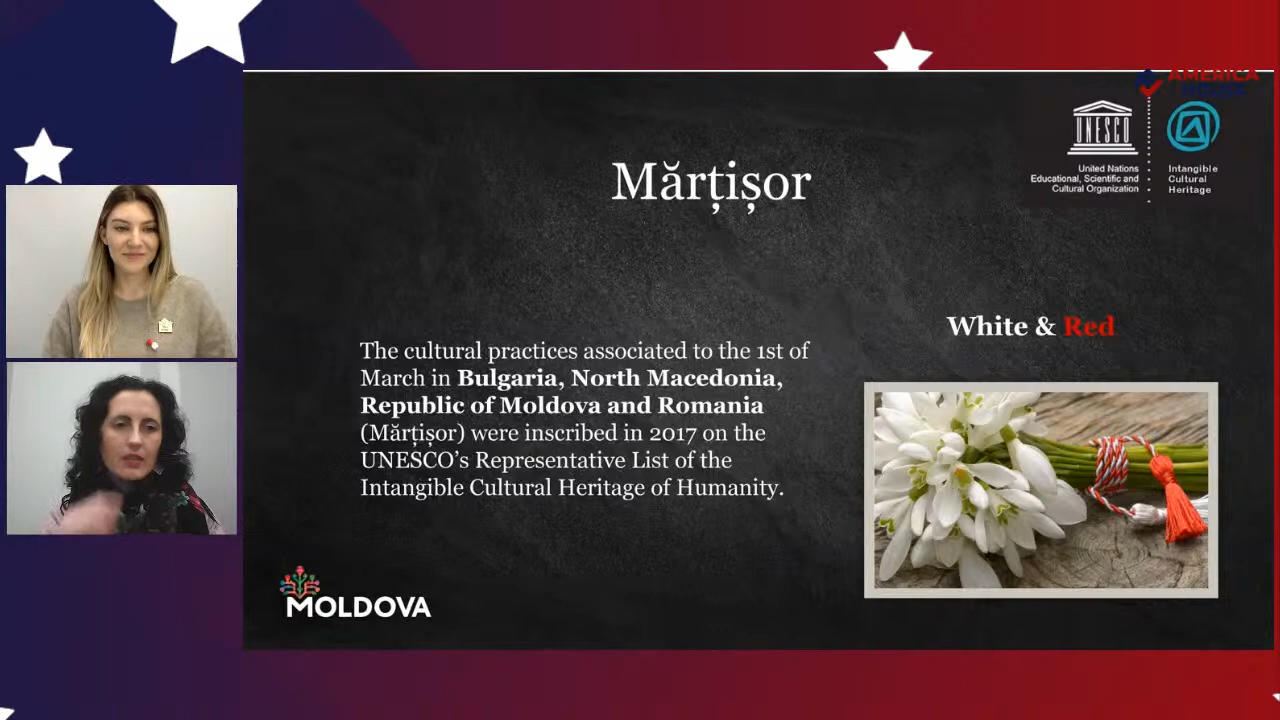 AMERICA
HOUSE
UNESCO
United Nations
Educational, Scientific and
Cultural Organization
Intangible
Cultural
Heritage
Mărțișor
White & Red
The cultural practices associated to the 1st of
March in Bulgaria, North Macedonia,
Republic of Moldova and Romania
(Mărțișor) were inscribed in 2017 on the
UNESCO's Representative List of the
Intangible Cultural Heritage of Humanity.
MOLDOVA